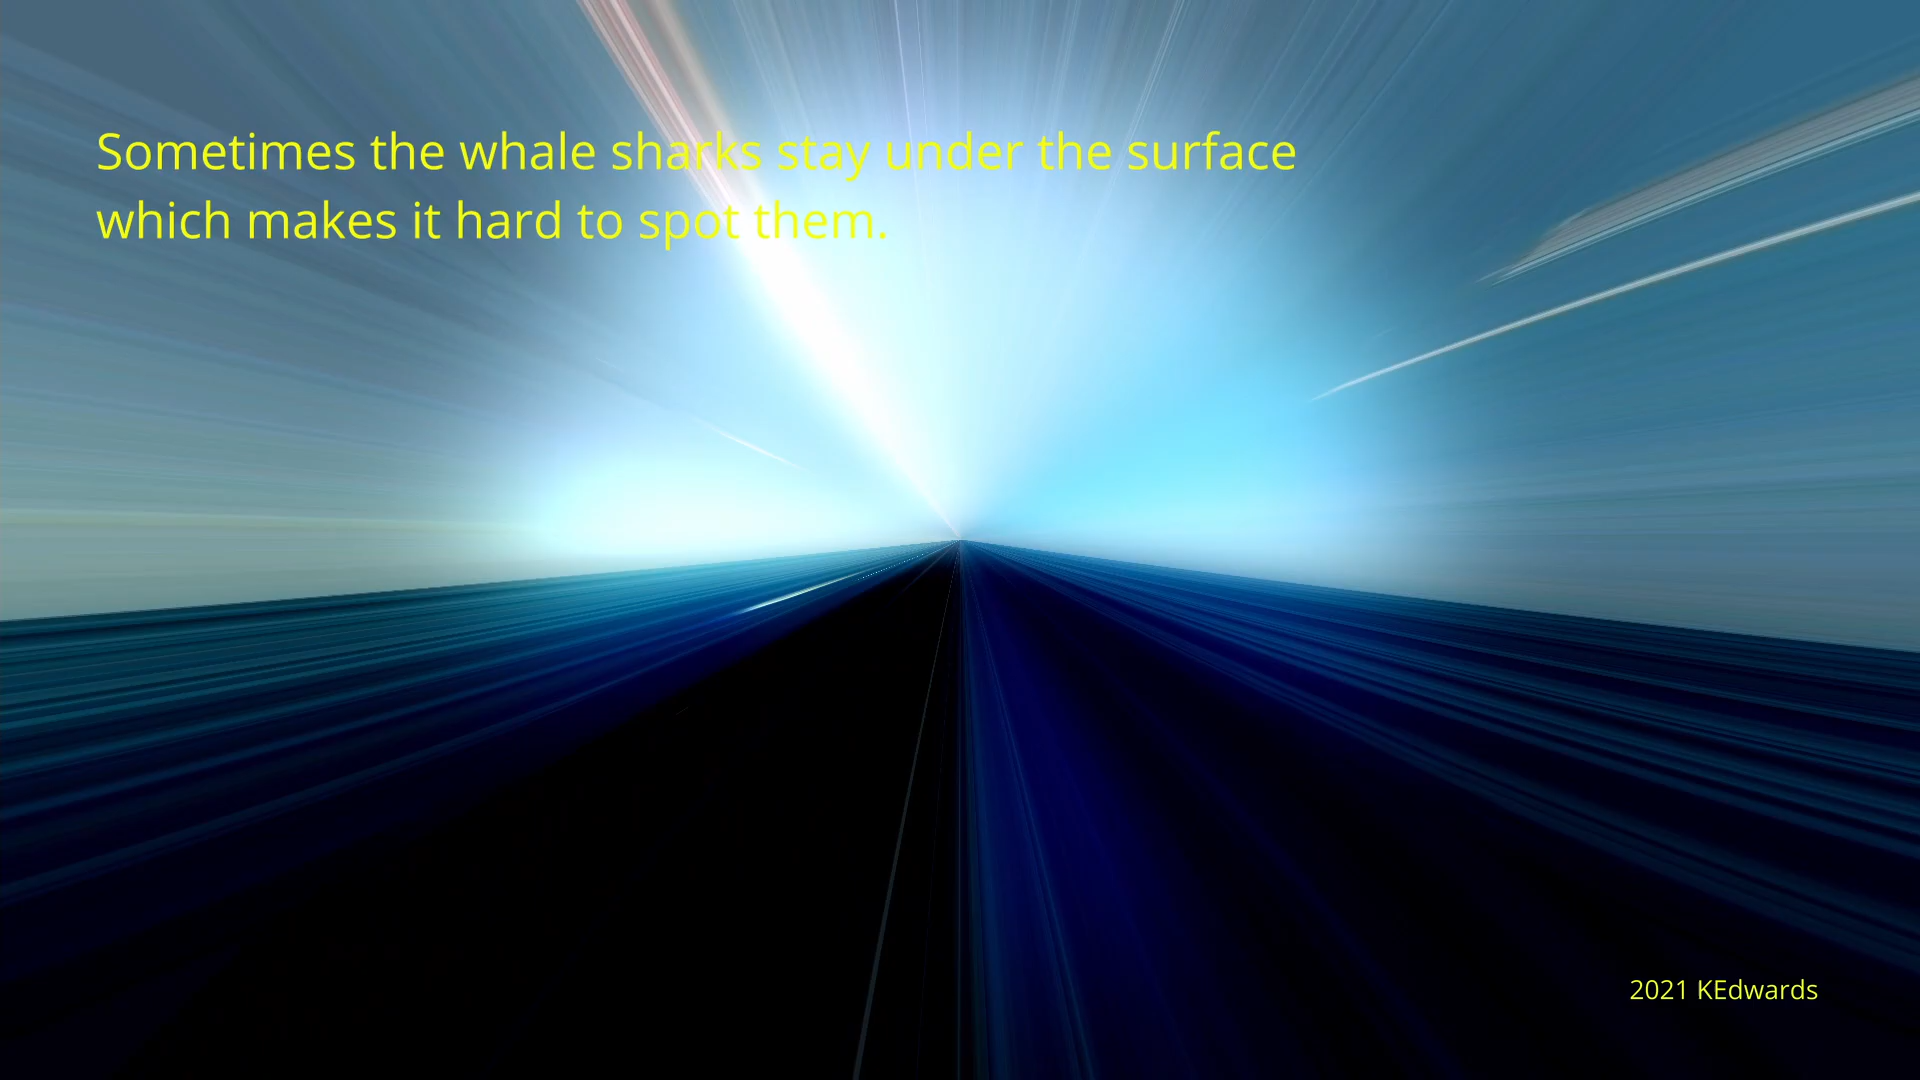 Sometimes the whale sharks stay under the surface
which makes it hard to spot them.
2021 KEdwards